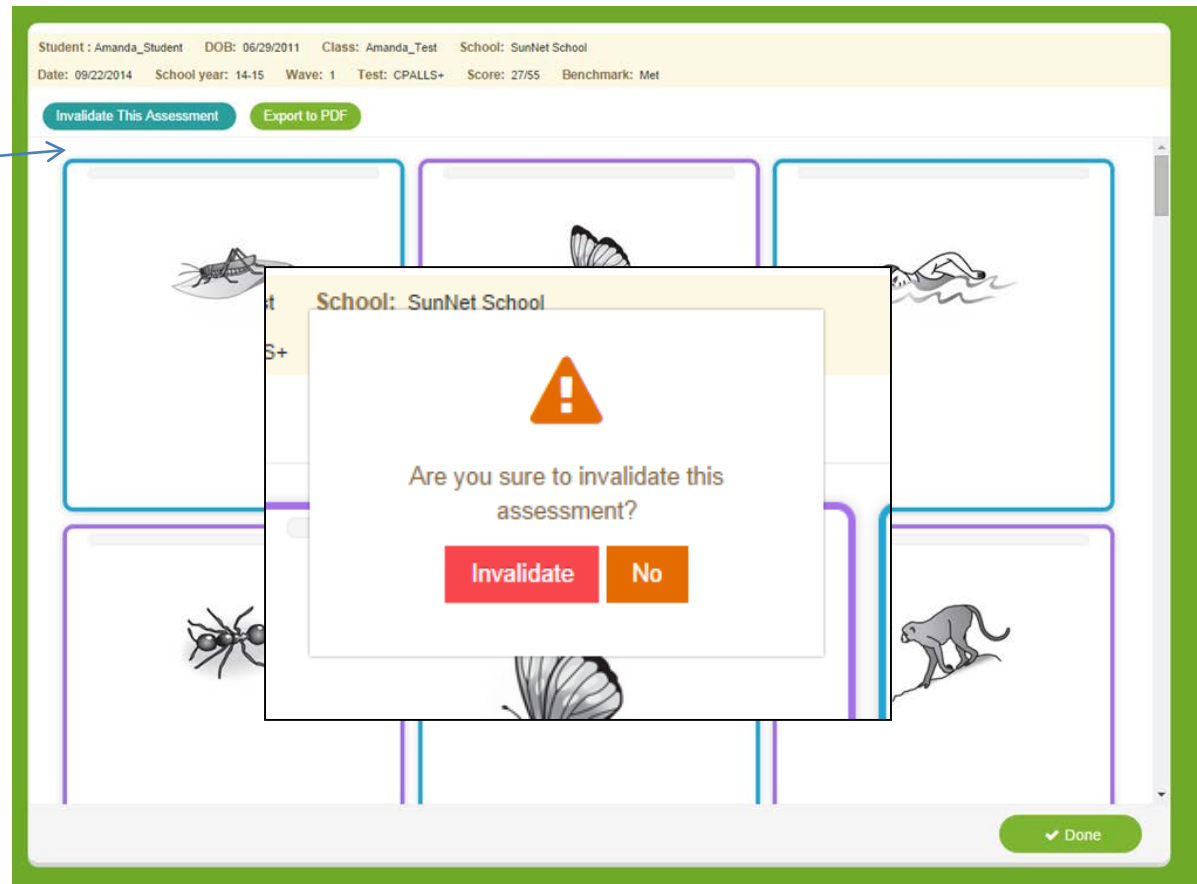 Student : Amanda_Student DOB: 06/29/2011 Class: Amanda_Test School: SunNet School
Date: 09/22/2014 School year: 14-15 Wave: 1 Test: CPALLS+ Score: 27/55 Benchmark: Met
Invalidate This Assessment Export to PDF
st School: SunNet School
S+
Are you sure to invalidate this
assessment?
Invalidate No
Done